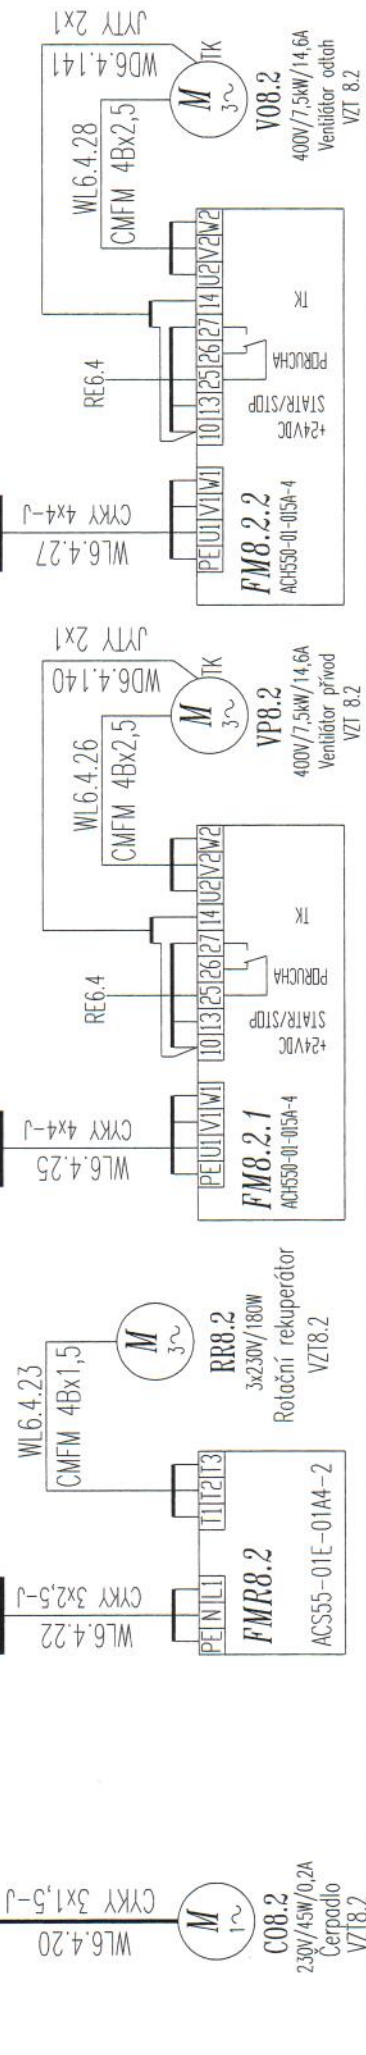 WL6.4.20
CYKY 3x1,5-J
M
1~
C08.2
230V/45W/0,2A
Čerpadlo
VZT8.2
WL6.4.22
CYKY 3x2,5-J
PE N L1
T1 T2 T3
FMR8.2
ACS55-01E-01A4-2
WL6.4.23
CMFM 4Bx1,5
M
3~
RR8.2
3x230V/180W
Rotační rekuperátor
VZT8.2
WL6.4.25
CYKY 4x4-J
PE U1 V1 W1
10 13 25 26 27 14
U2 V2 W2
FM8.2.1
ACH550-01-015A-4
+24VDC
STATR/STOP
PORUCHA
TK
RE6.4
WL6.4.26
CMFM 4Bx2,5
WD6.4.140
JYTY 2x1
TK
M
3~
VP8.2
400V/7,5kW/14,6A
Ventilátor přívod
VZT 8.2
WL6.4.27
CYKY 4x4-J
PE U1 V1 W1
10 13 25 26 27 14
U2 V2 W2
FM8.2.2
ACH550-01-015A-4
+24VDC
STATR/STOP
PORUCHA
TK
RE6.4
WL6.4.28
CMFM 4Bx2,5
WD6.4.141
JYTY 2x1
TK
M
3~
VO8.2
400V/7,5kW/14,6A
Ventilátor odtah
VZT 8.2